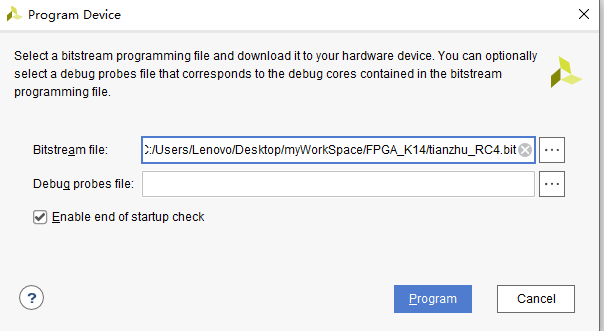 Program Device
Select a bitstream programming file and download it to your hardware device. You can optionally
select a debug probes file that corresponds to the debug cores contained in the bitstream
programming file.
Bitstream file: C:/Users/Lenovo/Desktop/myWorkSpace/FPGA_K14/tianzhu_RC4.bit ...
Debug probes file: ...
Enable end of startup check
? Program Cancel